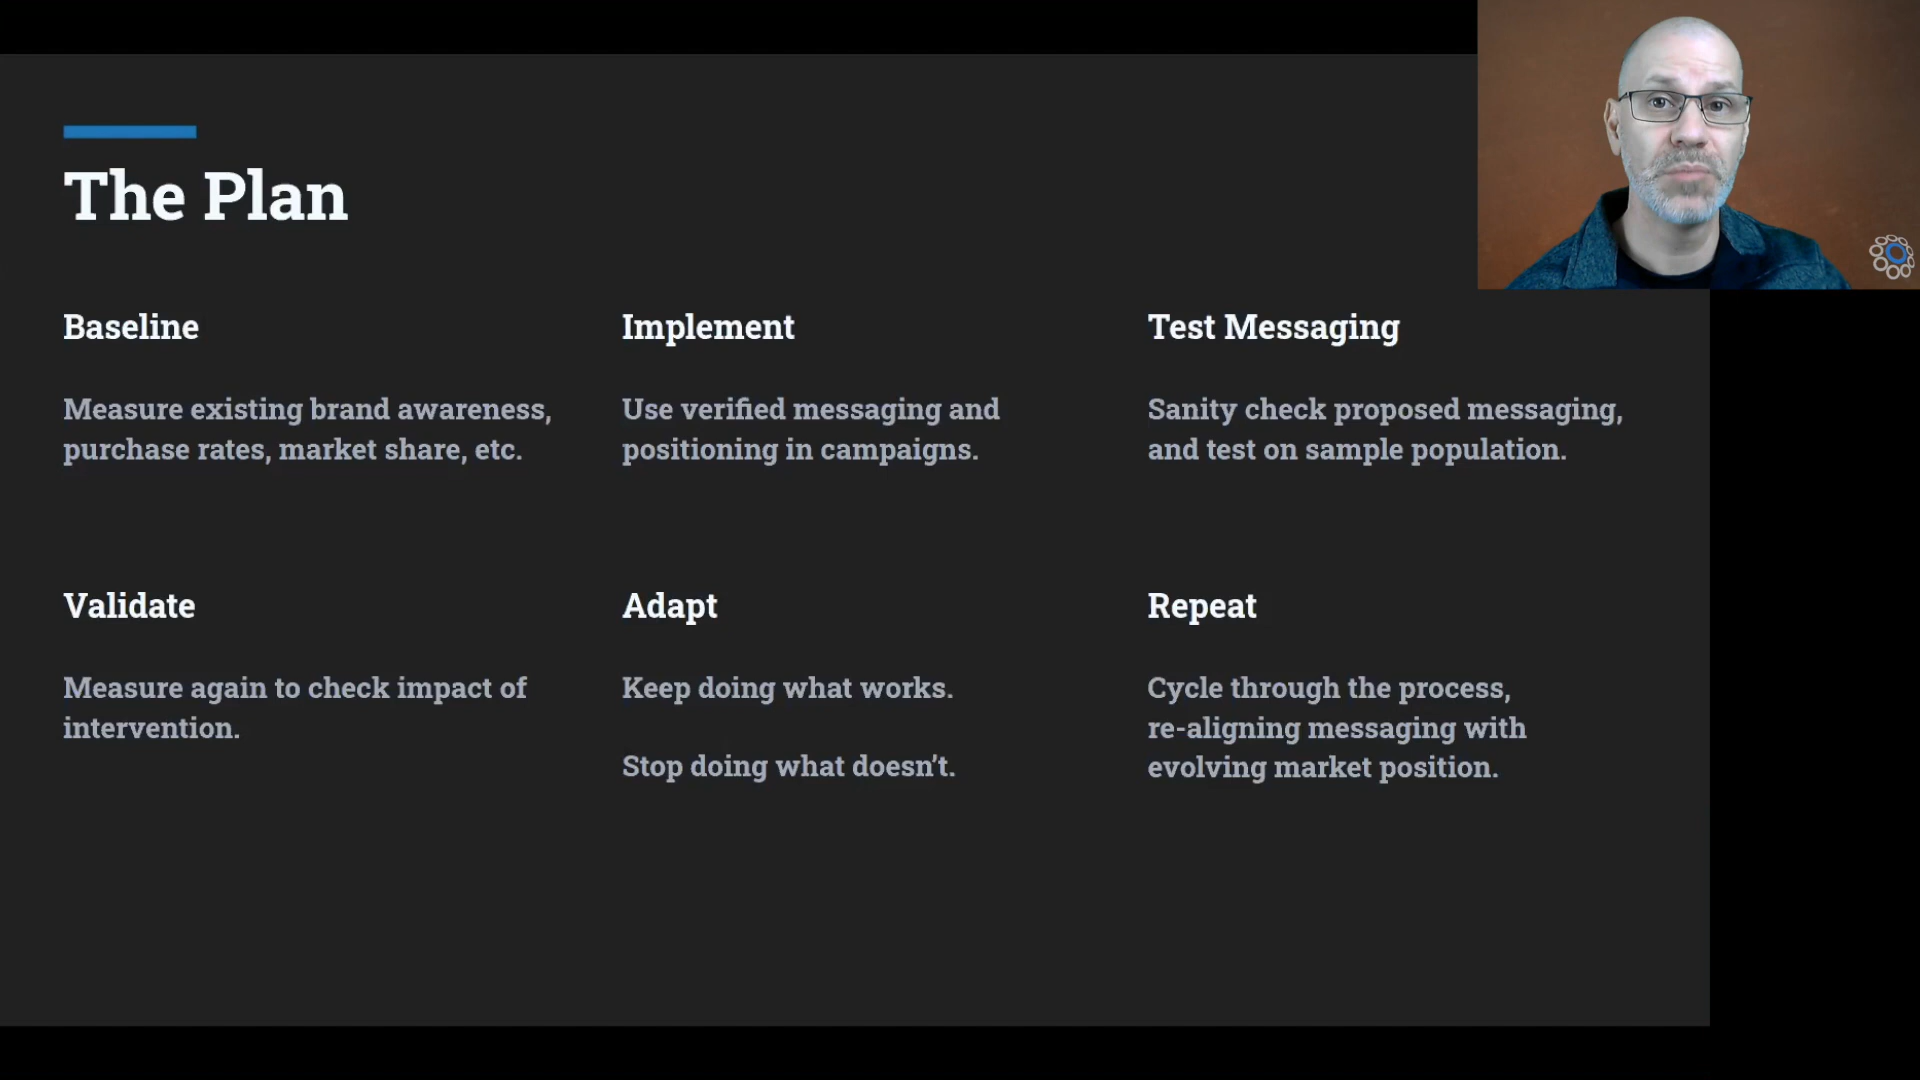 The Plan
Baseline
Measure existing brand awareness,
purchase rates, market share, etc.
Implement
Use verified messaging and
positioning in campaigns.
Test Messaging
Sanity check proposed messaging,
and test on sample population.
Validate
Measure again to check impact of
intervention.
Adapt
Keep doing what works.
Stop doing what doesn't.
Repeat
Cycle through the process,
re-aligning messaging with
evolving market position.